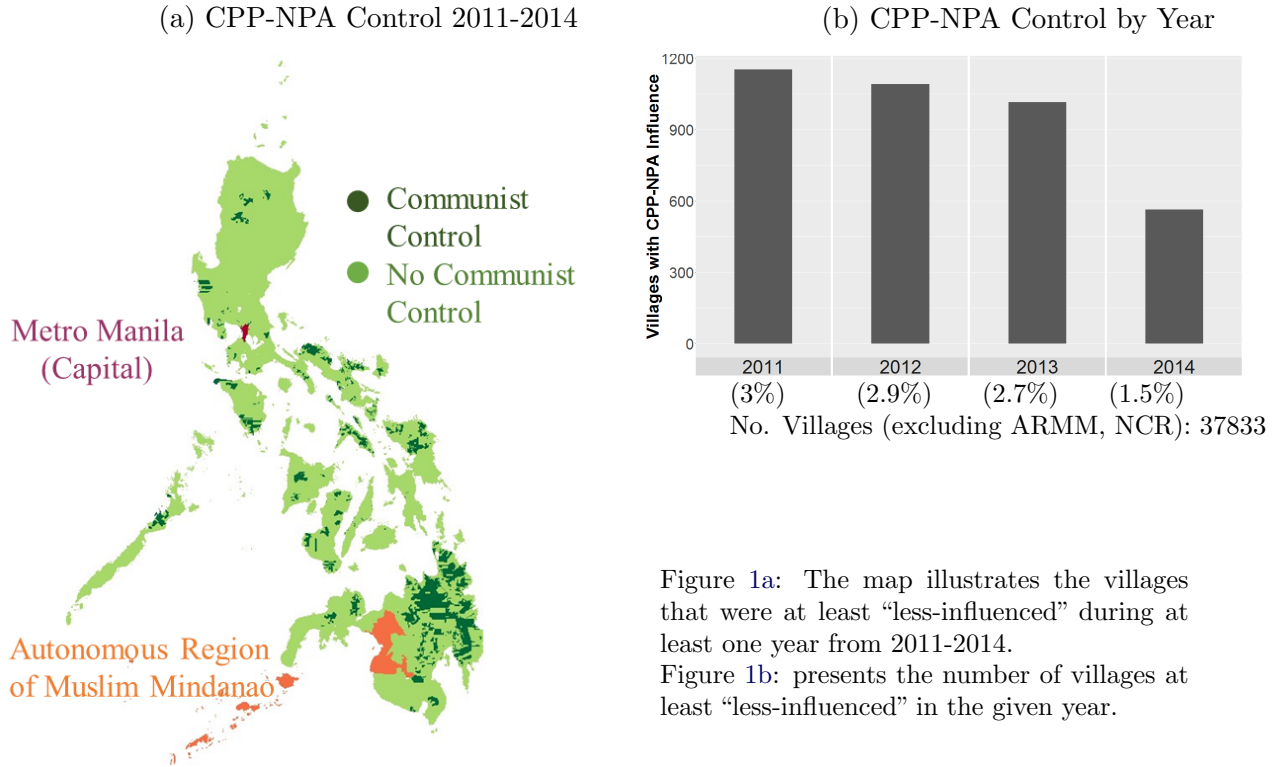 (a) CPP-NPA Control 2011-2014
Communist
Control
No Communist
Control
Metro Manila
(Capital)
Autonomous Region
of Muslim Mindanao
(b) CPP-NPA Control by Year
Villages with CPP-NPA Influence
1200
900
600
300
0
2011 2012 2013 2014
(3%) (2.9%) (2.7%) (1.5%)
No. Villages (excluding ARMM, NCR): 37833
Figure 1a: The map illustrates the villages
that were at least “less-influenced” during at
least one year from 2011-2014.
Figure 1b: presents the number of villages at
least “less-influenced” in the given year.